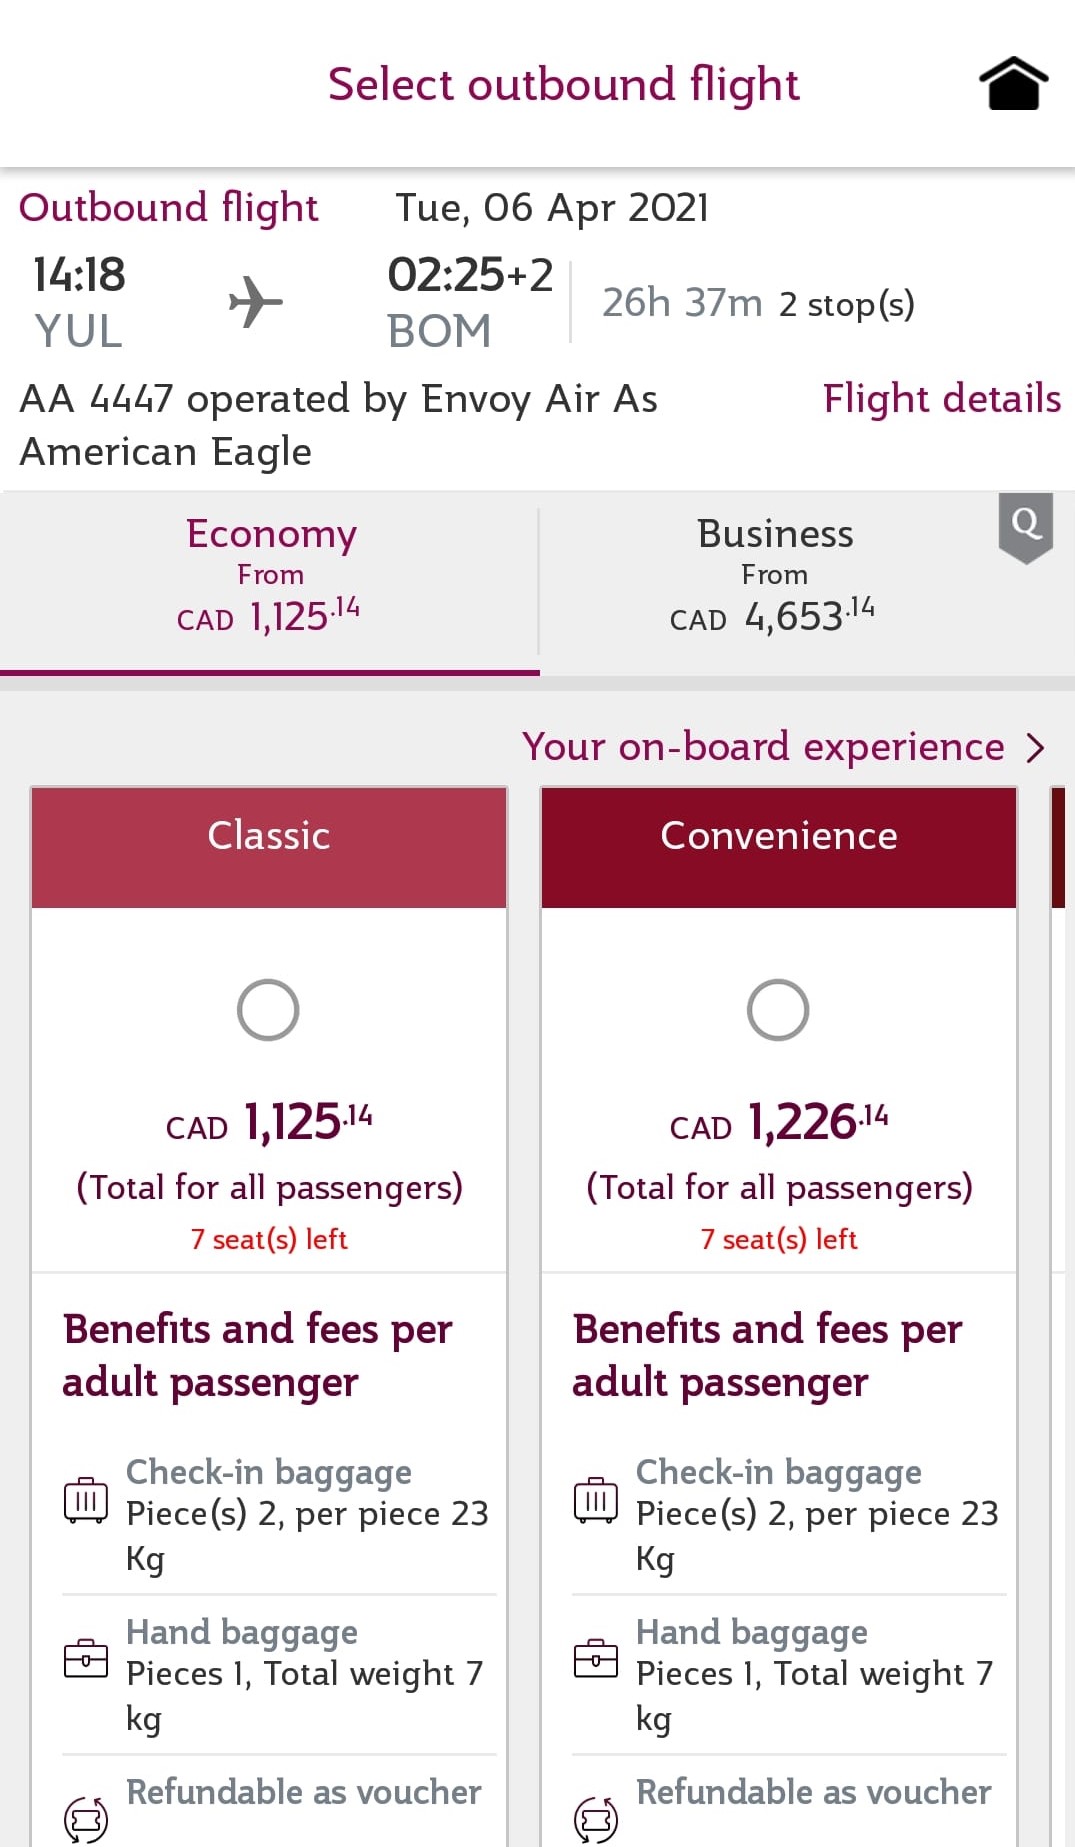 Select outbound flight
Outbound flight Tue, 06 Apr 2021
14:18 02:25+2
YUL BOM 26h 37m 2 stop(s)
AA 4447 operated by Envoy Air As
American Eagle
Flight details
Economy
From
CAD 1,125.14
Business
From
CAD 4,653.14
Q
Your on-board experience
Classic
CAD 1,125.14
(Total for all passengers)
7 seat(s) left
Benefits and fees per
adult passenger
Check-in baggage
Piece(s) 2, per piece 23
Kg
Hand baggage
Pieces 1, Total weight 7
kg
Refundable as voucher
Convenience
CAD 1,226.14
(Total for all passengers)
7 seat(s) left
Benefits and fees per
adult passenger
Check-in baggage
Piece(s) 2, per piece 23
Kg
Hand baggage
Pieces 1, Total weight 7
kg
Refundable as voucher